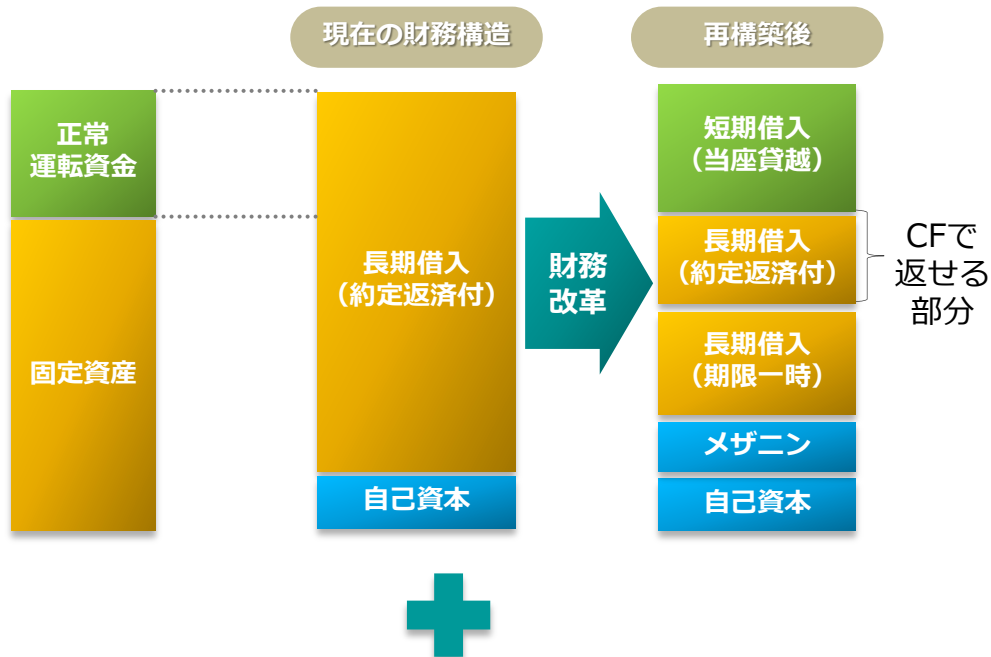 現在の財務構造
再構築後
正常
運転資金
固定資産
長期借入
（約定返済付）
自己資本
財務
改革
短期借入
（当座貸越）
長期借入
（約定返済付）
長期借入
（期限一時）
メザニン
自己資本
CFで
返せる
部分